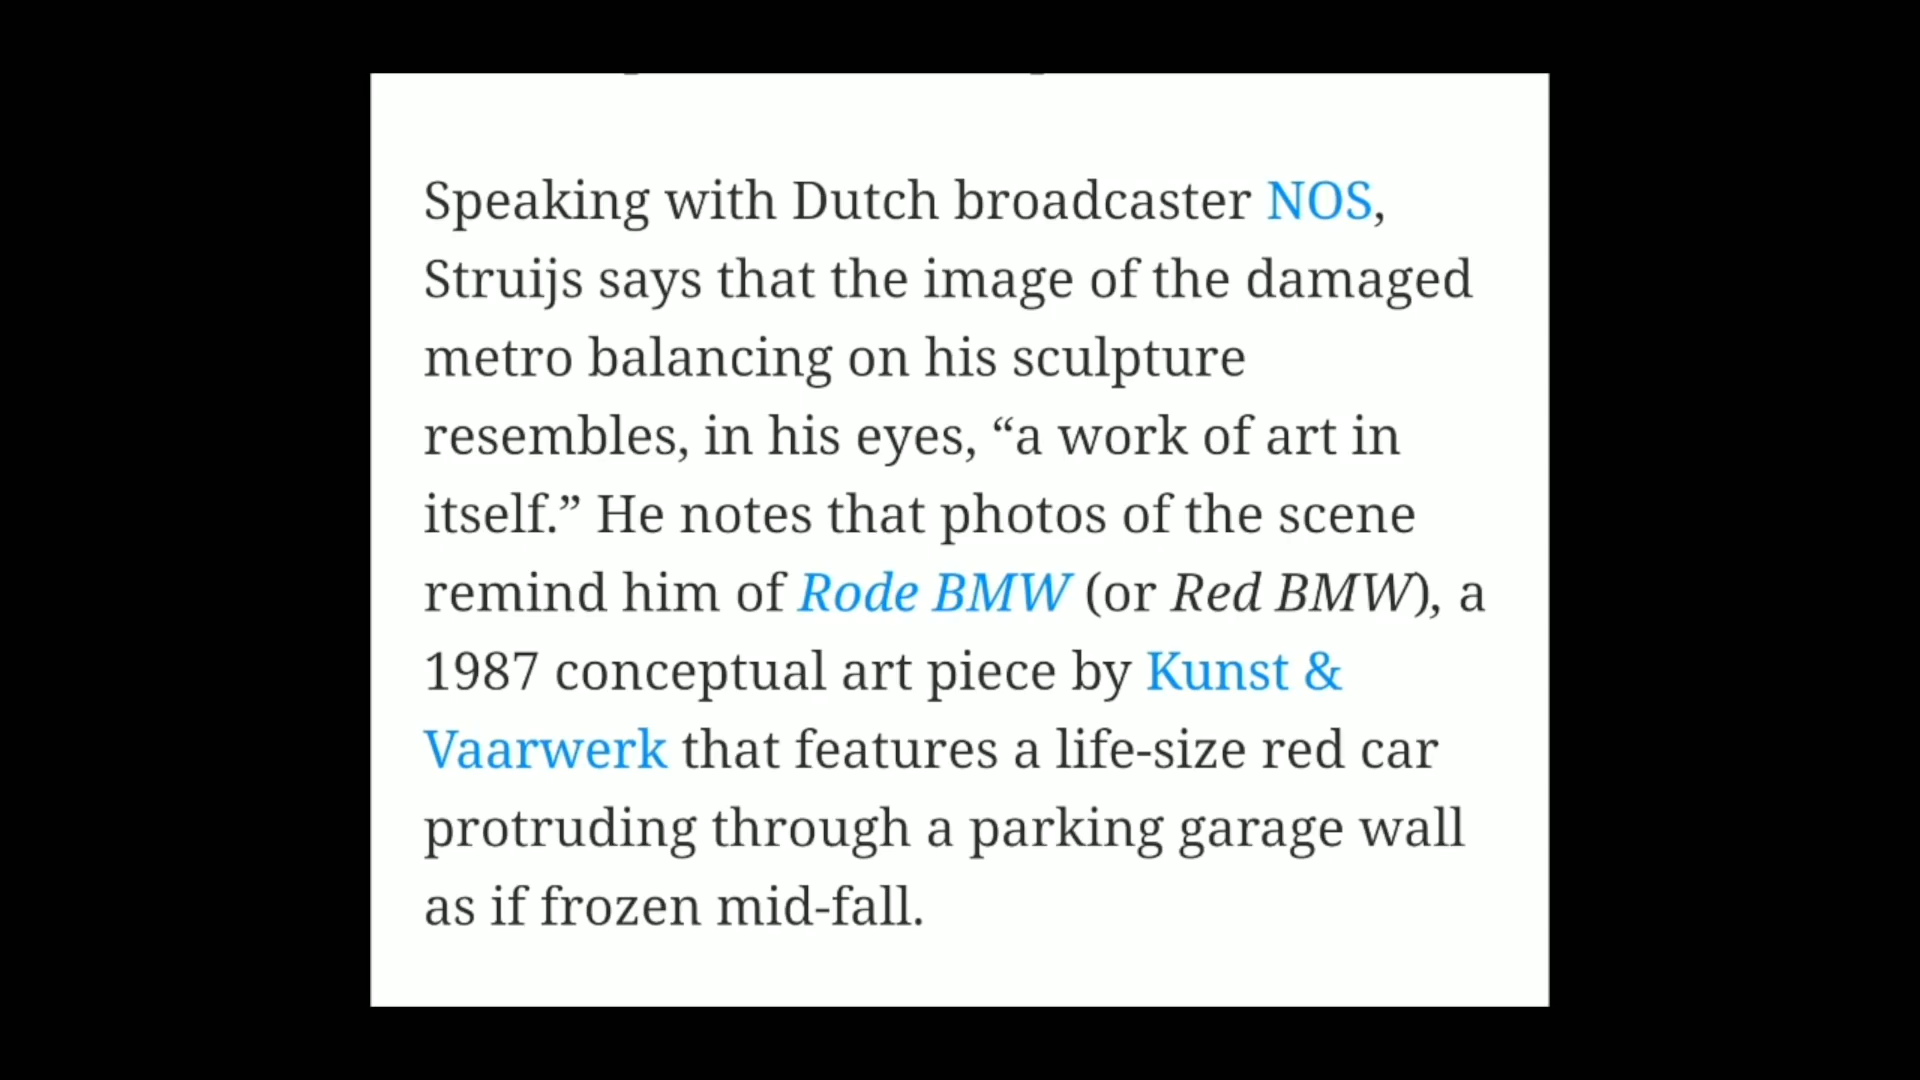 Speaking with Dutch broadcaster NOS,
Struijs says that the image of the damaged
metro balancing on his sculpture
resembles, in his eyes, “a work of art in
itself.” He notes that photos of the scene
remind him of Rode BMW (or Red BMW), a
1987 conceptual art piece by Kunst &
Vaarwerk that features a life-size red car
protruding through a parking garage wall
as if frozen mid-fall.